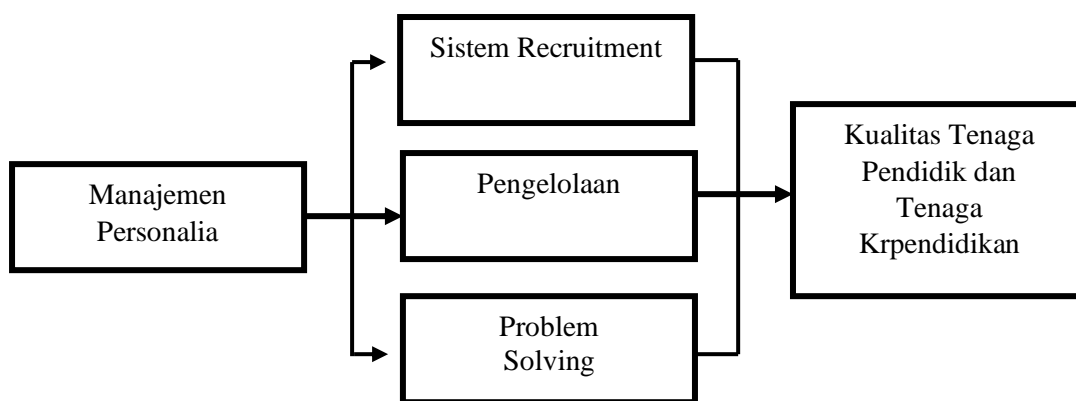 Manajemen
Personalia
Sistem Recruitment
Pengelolaan
Problem
Solving
Kualitas Tenaga
Pendidik dan
Tenaga
Krpendidikan